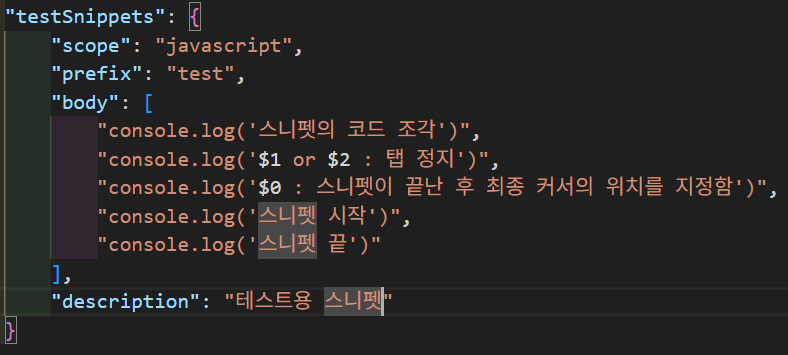 "testSnippets": {
    "scope": "javascript",
    "prefix": "test",
    "body": [
        "console.log('스니펫의 코드 조각')",
        "console.log('$1 or $2 : 탭 정지')",
        "console.log('$0 : 스니펫이 끝난 후 최종 커서의 위치를 지정함')",
        "console.log('스니펫 시작')",
        "console.log('스니펫 끝')"
    ],
    "description": "테스트용 스니펫"
}